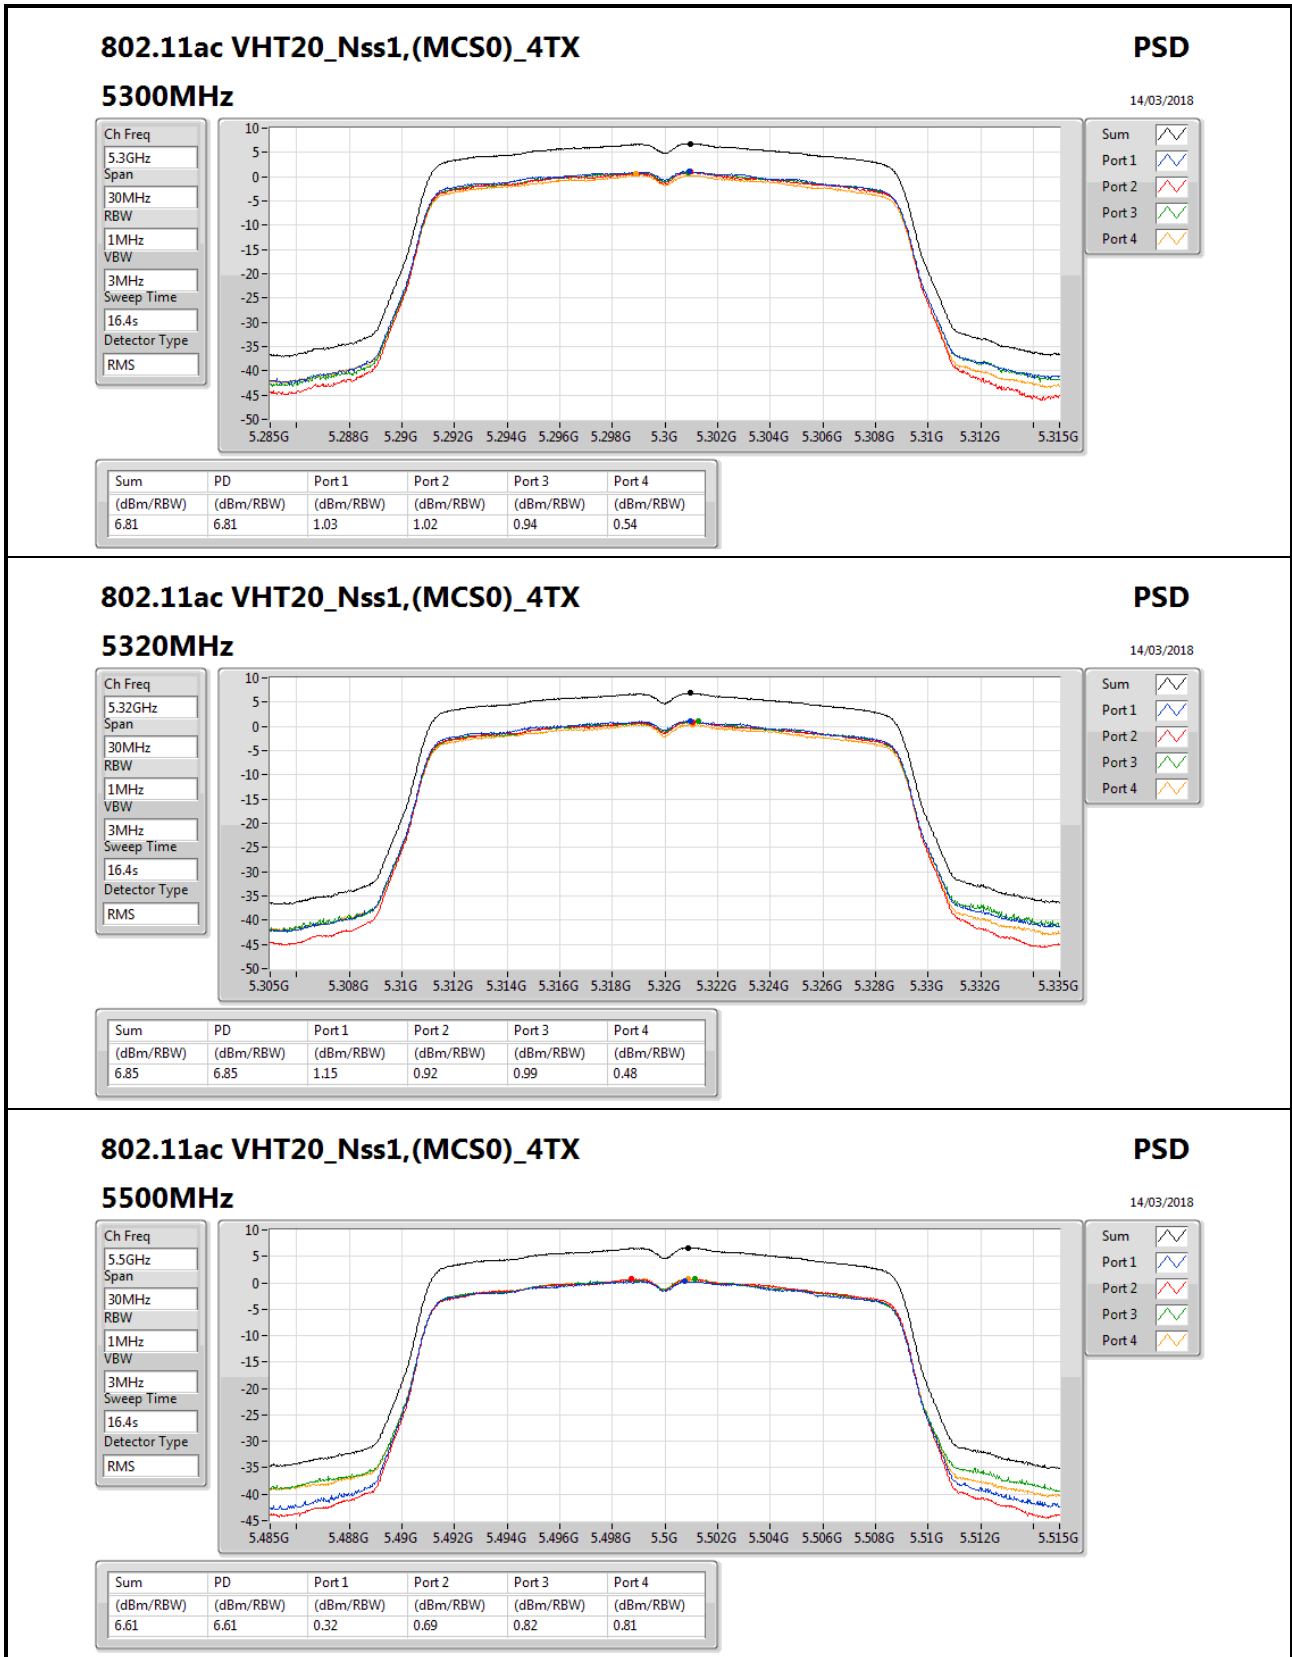 802.11ac VHT20_Nss1,(MCS0)_4TX PSD
5300MHz 14/03/2018
Ch Freq
5.3GHz
Span
30MHz
RBW
1MHz
VBW
3MHz
Sweep Time
16.4s
Detector Type
RMS
10
5
0
-5
-10
-15
-20
-25
-30
-35
-40
-45
-50
5.285G 5.288G 5.29G 5.292G 5.294G 5.296G 5.298G 5.3G 5.302G 5.304G 5.306G 5.308G 5.31G 5.312G 5.315G
Sum
Port 1
Port 2
Port 3
Port 4
Sum PD Port 1 Port 2 Port 3 Port 4
(dBm/RBW) (dBm/RBW) (dBm/RBW) (dBm/RBW) (dBm/RBW) (dBm/RBW)
6.81 6.81 1.03 1.02 0.94 0.54
802.11ac VHT20_Nss1,(MCS0)_4TX PSD
5320MHz 14/03/2018
Ch Freq
5.32GHz
Span
30MHz
RBW
1MHz
VBW
3MHz
Sweep Time
16.4s
Detector Type
RMS
10
5
0
-5
-10
-15
-20
-25
-30
-35
-40
-45
-50
5.305G 5.308G 5.31G 5.312G 5.314G 5.316G 5.318G 5.32G 5.322G 5.324G 5.326G 5.328G 5.33G 5.332G 5.335G
Sum
Port 1
Port 2
Port 3
Port 4
Sum PD Port 1 Port 2 Port 3 Port 4
(dBm/RBW) (dBm/RBW) (dBm/RBW) (dBm/RBW) (dBm/RBW) (dBm/RBW)
6.85 6.85 1.15 0.92 0.99 0.48
802.11ac VHT20_Nss1,(MCS0)_4TX PSD
5500MHz 14/03/2018
Ch Freq
5.5GHz
Span
30MHz
RBW
1MHz
VBW
3MHz
Sweep Time
16.4s
Detector Type
RMS
10
5
0
-5
-10
-15
-20
-25
-30
-35
-40
-45
5.485G 5.488G 5.49G 5.492G 5.494G 5.496G 5.498G 5.5G 5.502G 5.504G 5.506G 5.508G 5.51G 5.512G 5.515G
Sum
Port 1
Port 2
Port 3
Port 4
Sum PD Port 1 Port 2 Port 3 Port 4
(dBm/RBW) (dBm/RBW) (dBm/RBW) (dBm/RBW) (dBm/RBW) (dBm/RBW)
6.61 6.61 0.32 0.69 0.82 0.81